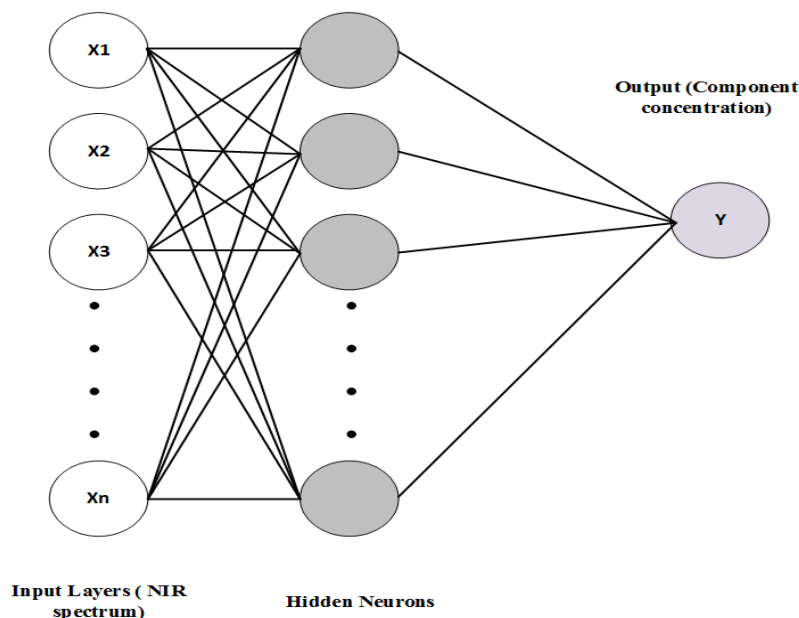 X1
X2
X3
Xn
Output (Component
concentration)
Y
Input Layers ( NIR
spectrum)
Hidden Neurons